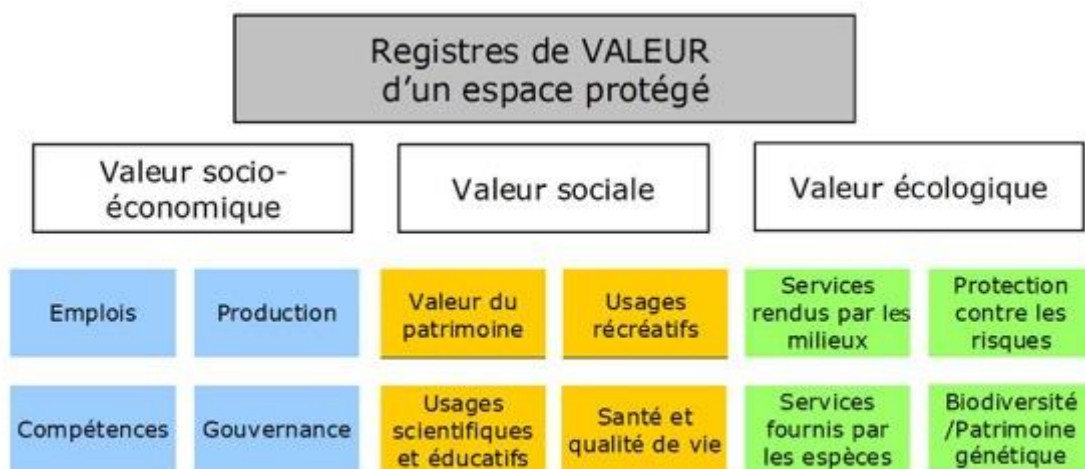 Registres de VALEUR
d'un espace protégé
Valeur socio-
économique
Valeur sociale
Valeur écologique
Emplois
Production
Valeur du
patrimoine
Usages
récréatifs
Services
rendus par les
milieux
Protection
contre les
risques
Compétences
Gouvernance
Usages
scientifiques
et éducatifs
Santé et
qualité de vie
Services
fournis par
les espèces
Biodiversité
/Patrimoine
génétique